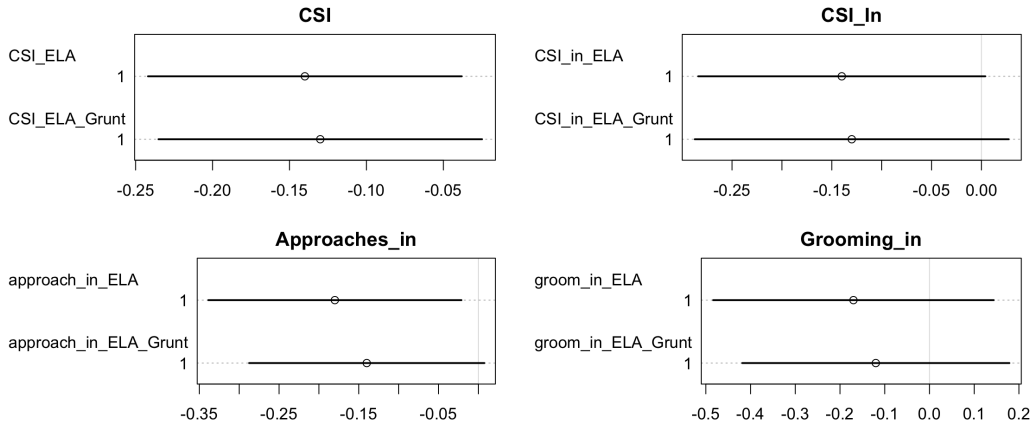 CSI
CSI_ELA
1
CSI_ELA_Grunt
1
-0.25 -0.20 -0.15 -0.10 -0.05
CSI_In
CSI_in_ELA
1
CSI_in_ELA_Grunt
1
-0.25 -0.15 -0.05 0.00
Approaches_in
approach_in_ELA
1
approach_in_ELA_Grunt
1
-0.35 -0.25 -0.15 -0.05
Grooming_in
groom_in_ELA
1
groom_in_ELA_Grunt
1
-0.5 -0.4 -0.3 -0.2 -0.1 0.0 0.1 0.2